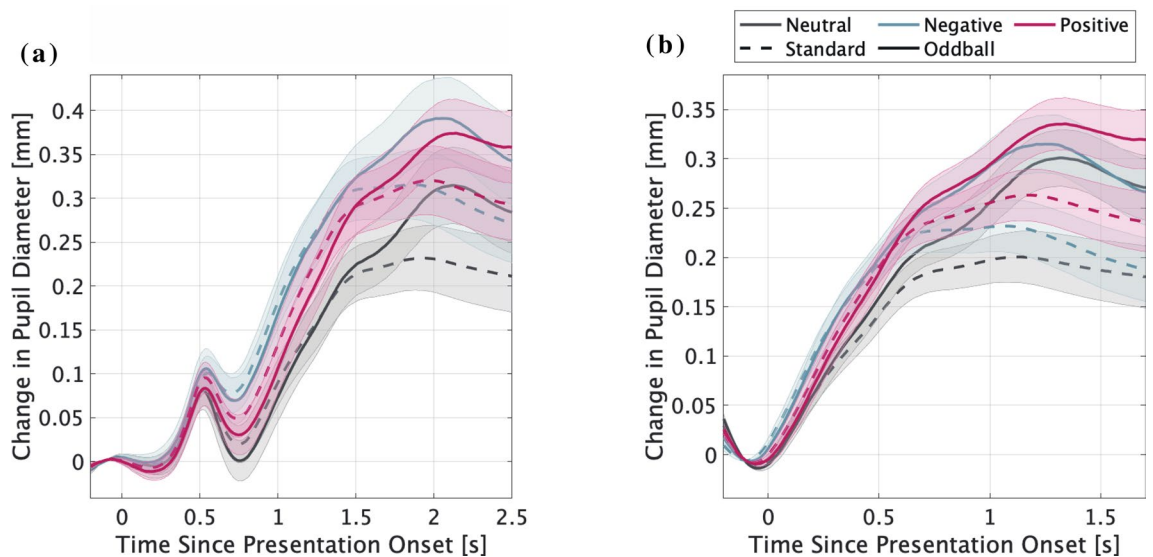 (a)
(b)
Neutral Negative Positive
Standard Oddball
Change in Pupil Diameter [mm]
0.4
0.35
0.3
0.25
0.2
0.15
0.1
0.05
0
0 0.5 1 1.5 2 2.5
Time Since Presentation Onset [s]
Change in Pupil Diameter [mm]
0.35
0.3
0.25
0.2
0.15
0.1
0.05
0
0 0.5 1 1.5
Time Since Presentation Onset [s]